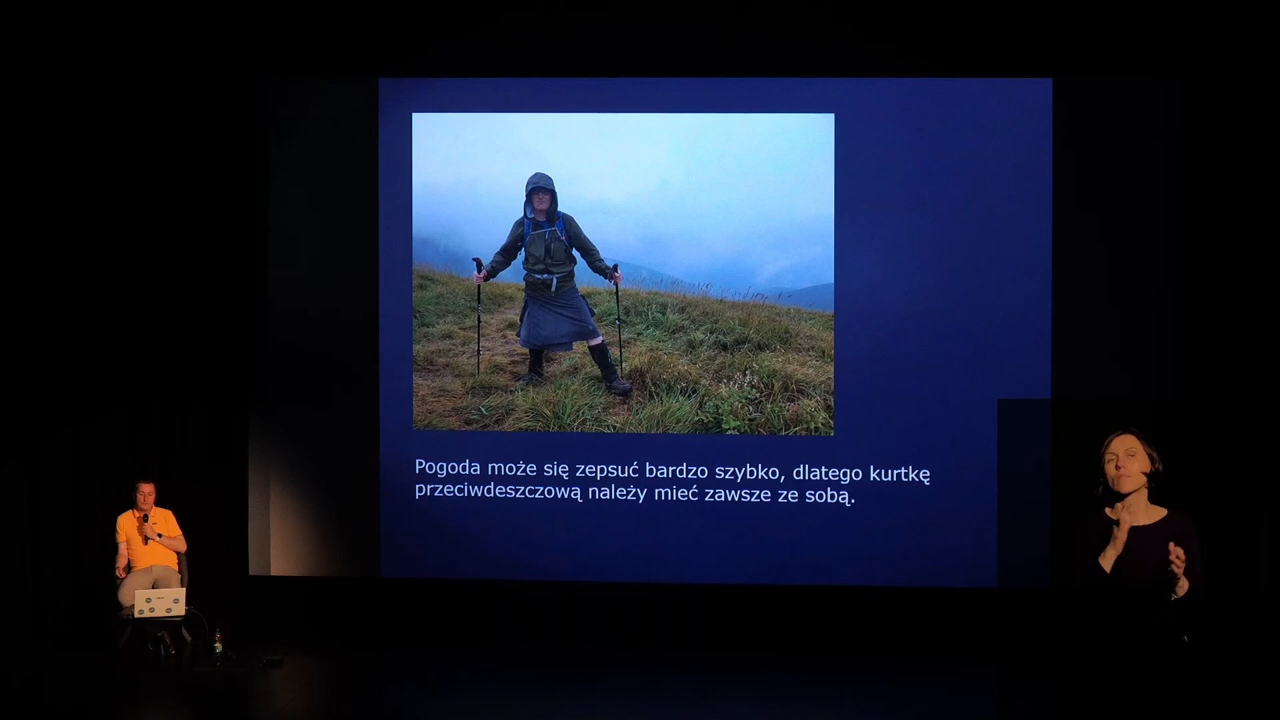 Pogoda może się zepsuć bardzo szybko, dlatego kurtkę
przeciwdeszczową należy mieć zawsze ze sobą.